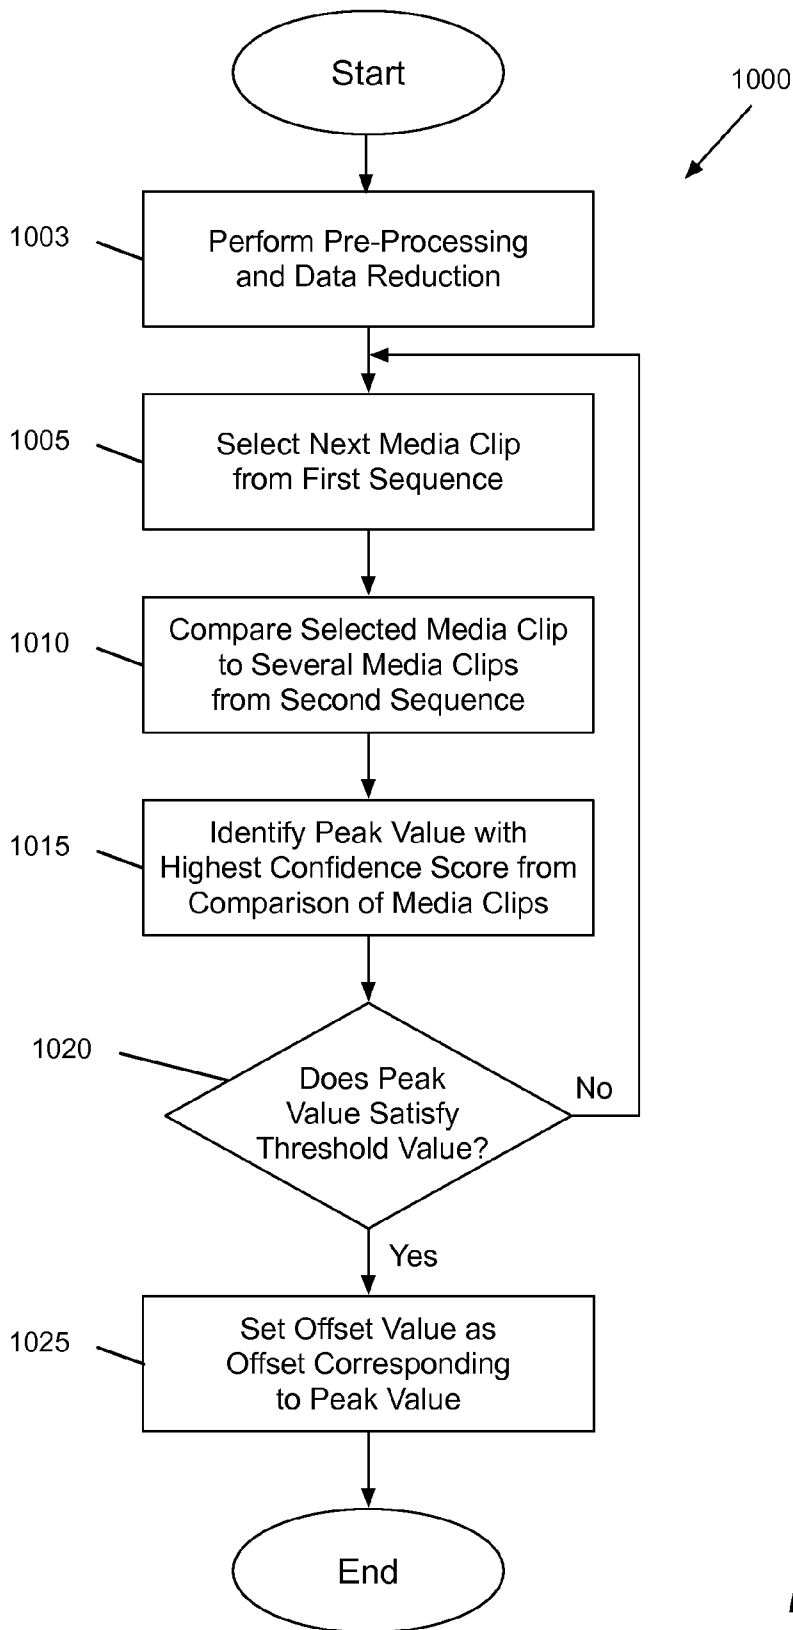 Start
1000
1003
Perform Pre-Processing
and Data Reduction
1005
Select Next Media Clip
from First Sequence
1010
Compare Selected Media Clip
to Several Media Clips
from Second Sequence
1015
Identify Peak Value with
Highest Confidence Score from
Comparison of Media Clips
1020
Does Peak
Value Satisfy
Threshold Value?
No
Yes
1025
Set Offset Value as
Offset Corresponding
to Peak Value
End